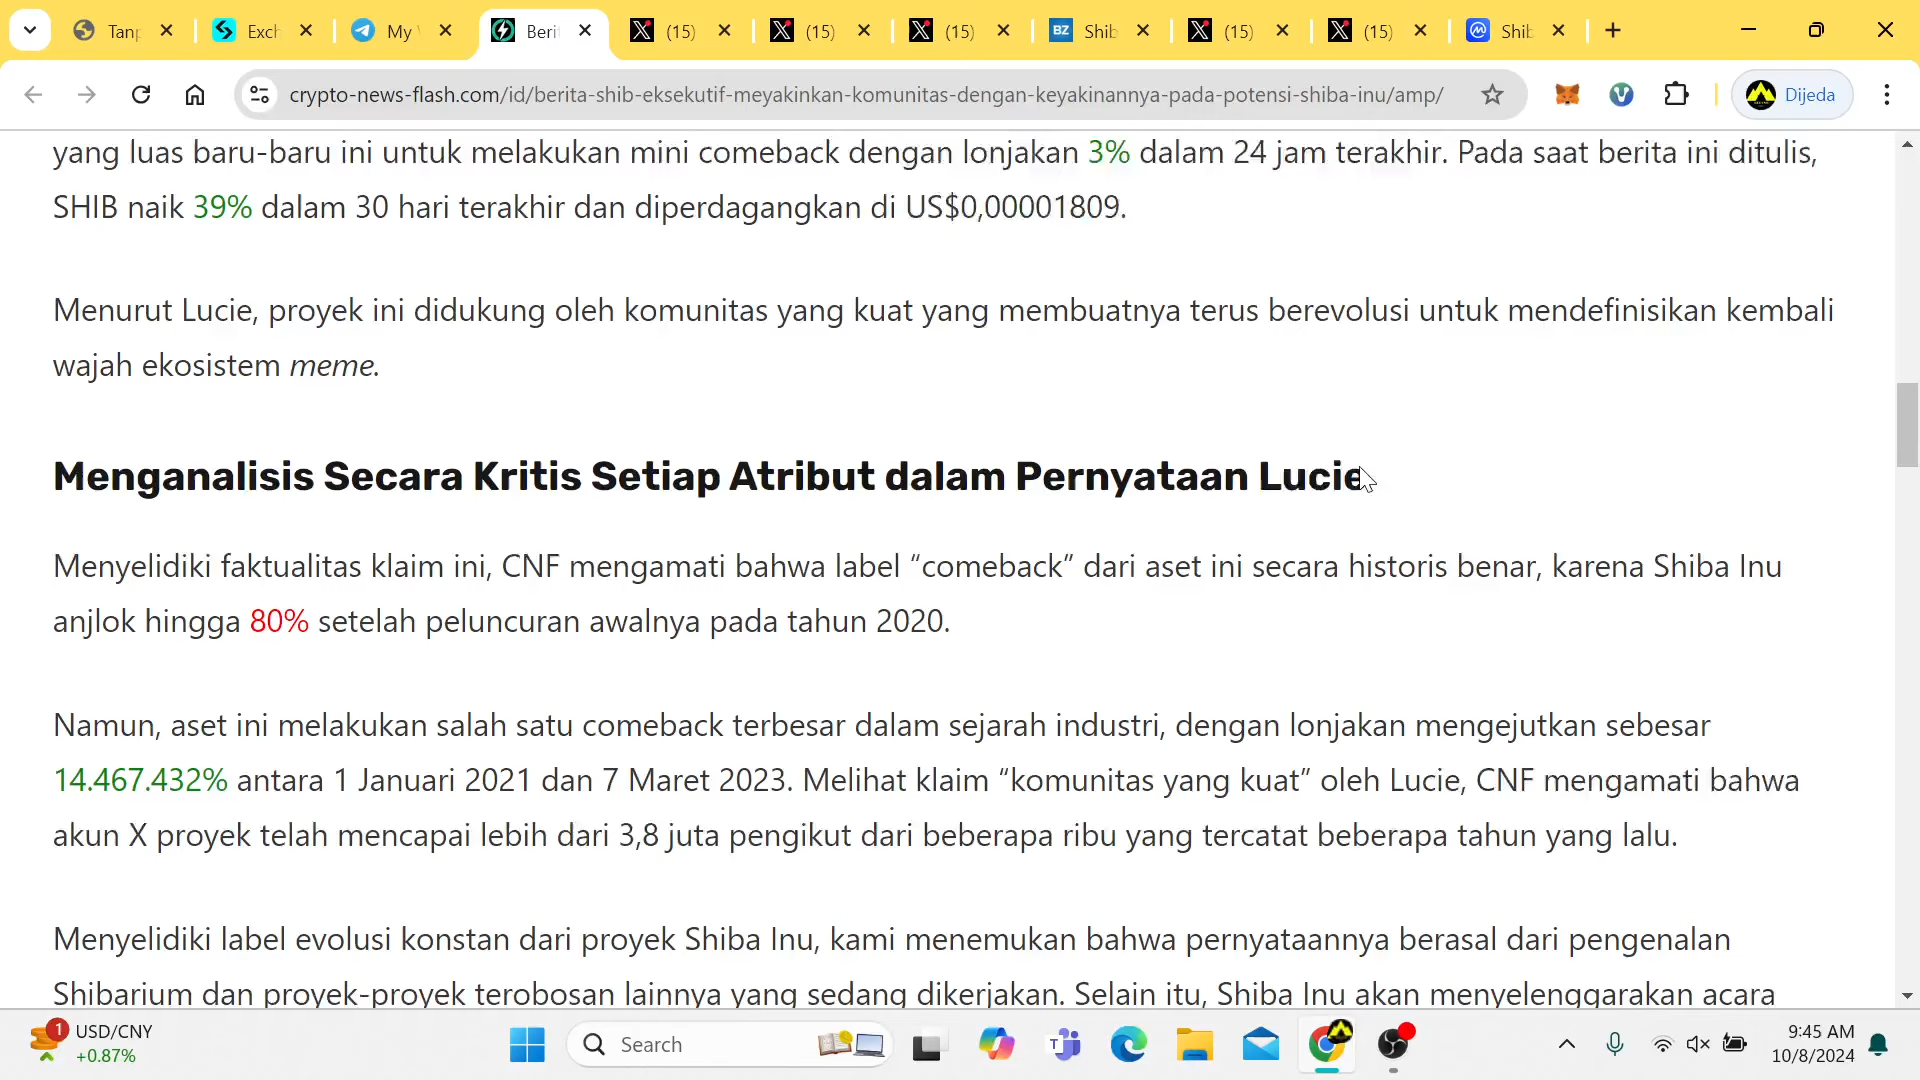 Tanp
Exch
My
Beri
(15)
(15)
(15)
BZ
Shib
(15)
(15)
Shib
crypto-news-flash.com/id/berita-shib-eksekutif-meyakinkan-komunitas-dengan-keyakinannya-pada-potensi-shiba-inu/amp/
Dijeda
yang luas baru-baru ini untuk melakukan mini comeback dengan lonjakan 3% dalam 24 jam terakhir. Pada saat berita ini ditulis,
SHIB naik 39% dalam 30 hari terakhir dan diperdagangkan di US$0,00001809.
Menurut Lucie, proyek ini didukung oleh komunitas yang kuat yang membuatnya terus berevolusi untuk mendefinisikan kembali
wajah ekosistem meme.
Menganalisis Secara Kritis Setiap Atribut dalam Pernyataan Lucie
Menyelidiki faktualitas klaim ini, CNF mengamati bahwa label “comeback” dari aset ini secara historis benar, karena Shiba Inu
anjlok hingga 80% setelah peluncuran awalnya pada tahun 2020.
Namun, aset ini melakukan salah satu comeback terbesar dalam sejarah industri, dengan lonjakan mengejutkan sebesar
14.467.432% antara 1 Januari 2021 dan 7 Maret 2023. Melihat klaim “komunitas yang kuat” oleh Lucie, CNF mengamati bahwa
akun X proyek telah mencapai lebih dari 3,8 juta pengikut dari beberapa ribu yang tercatat beberapa tahun yang lalu.
Menyelidiki label evolusi konstan dari proyek Shiba Inu, kami menemukan bahwa pernyataannya berasal dari pengenalan
Shibarium dan proyek-proyek terobosan lainnya yang sedang dikerjakan. Selain itu, Shiba Inu akan menyelenggarakan acara
1
USD/CNY
+0.87%
Search
9:45 AM
10/8/2024